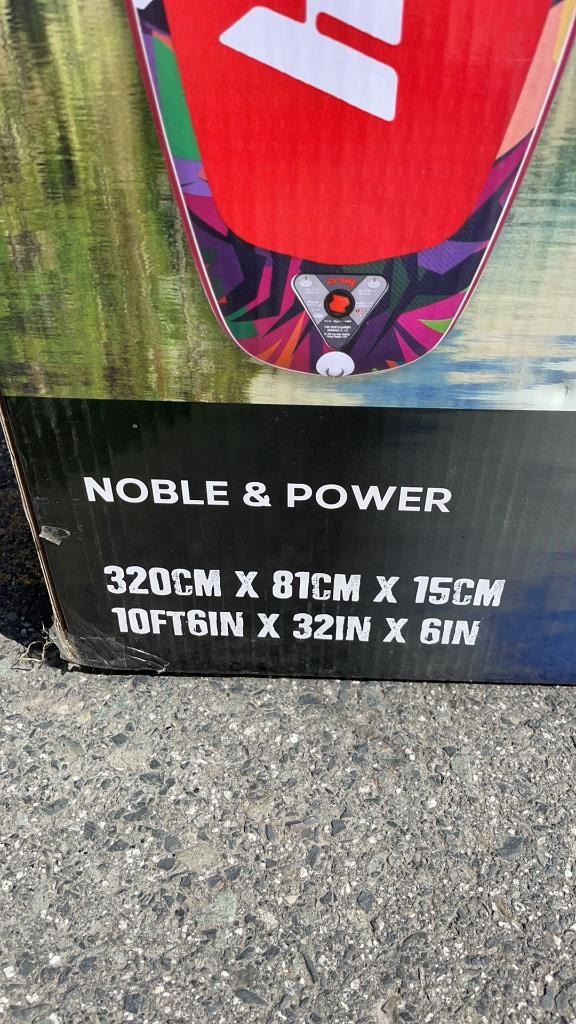 NOBLE & POWER
320CM X 81CM X 15CM
10FT6IN X 32IN X 6IN